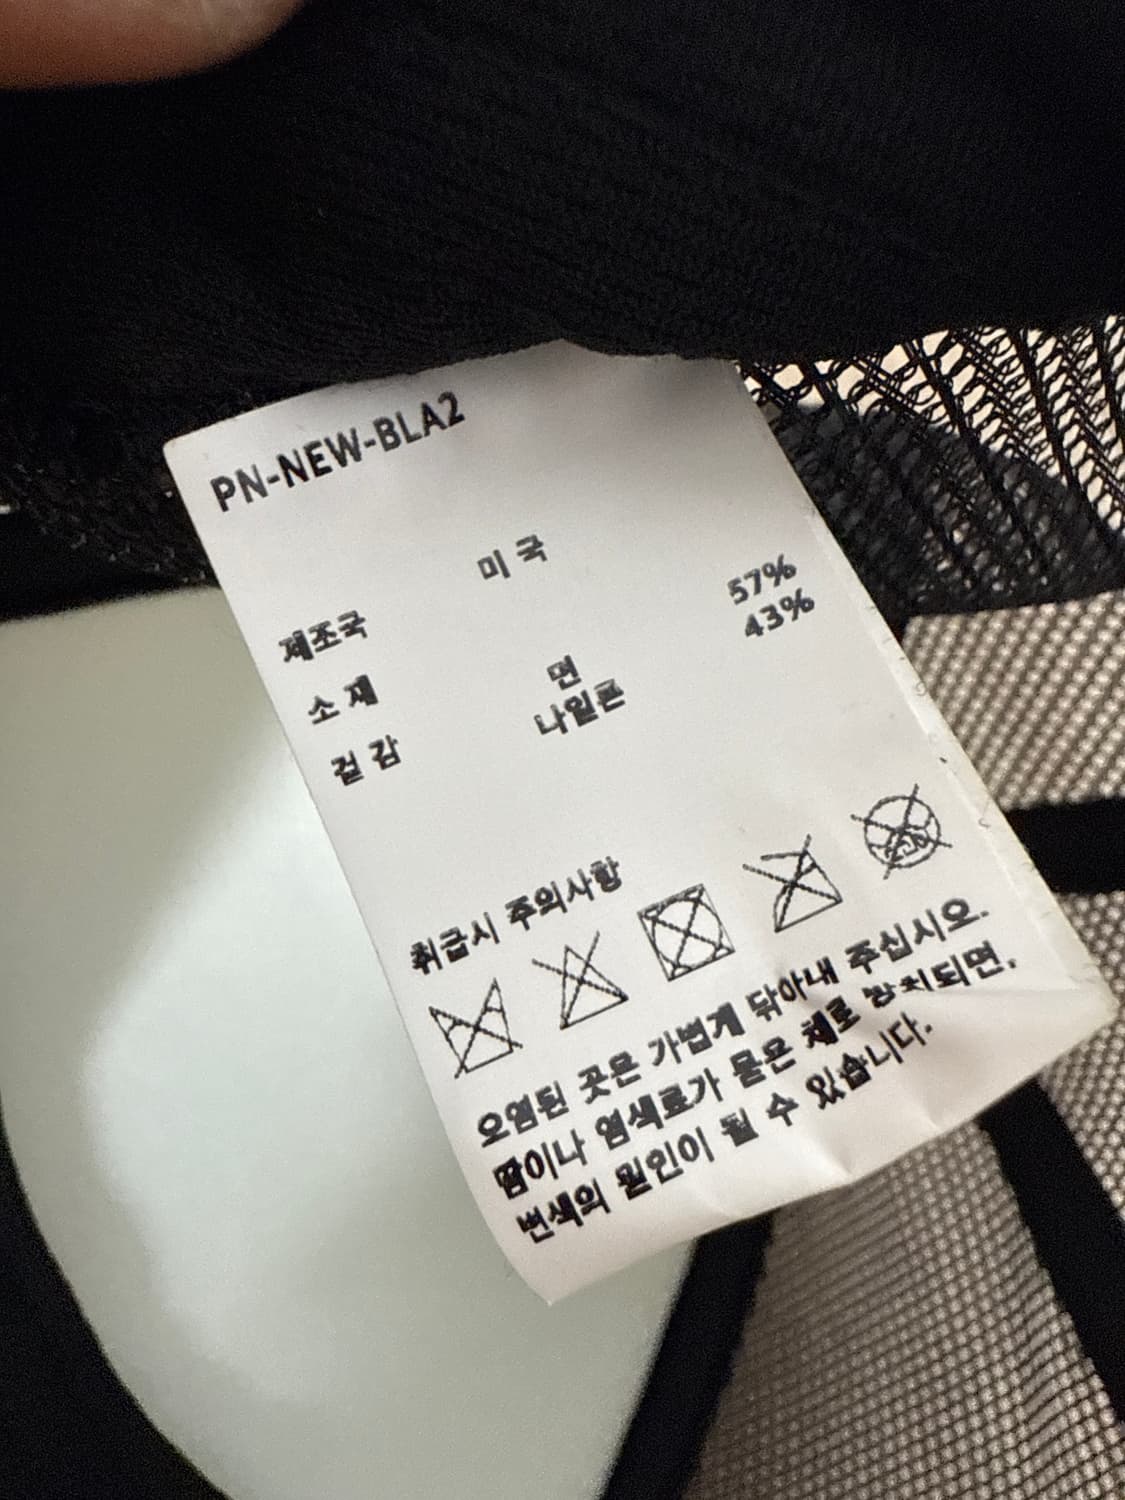 PN-NEW-BLA2
제조국 미국
소재 면 57%
겉감 나일론 43%
취급시 주의사항
오염된 곳은 가볍게 닦아내 주십시오.
땀이나 염색료가 묻은 채로 방치되면,
변색의 원인이 될 수 있습니다.